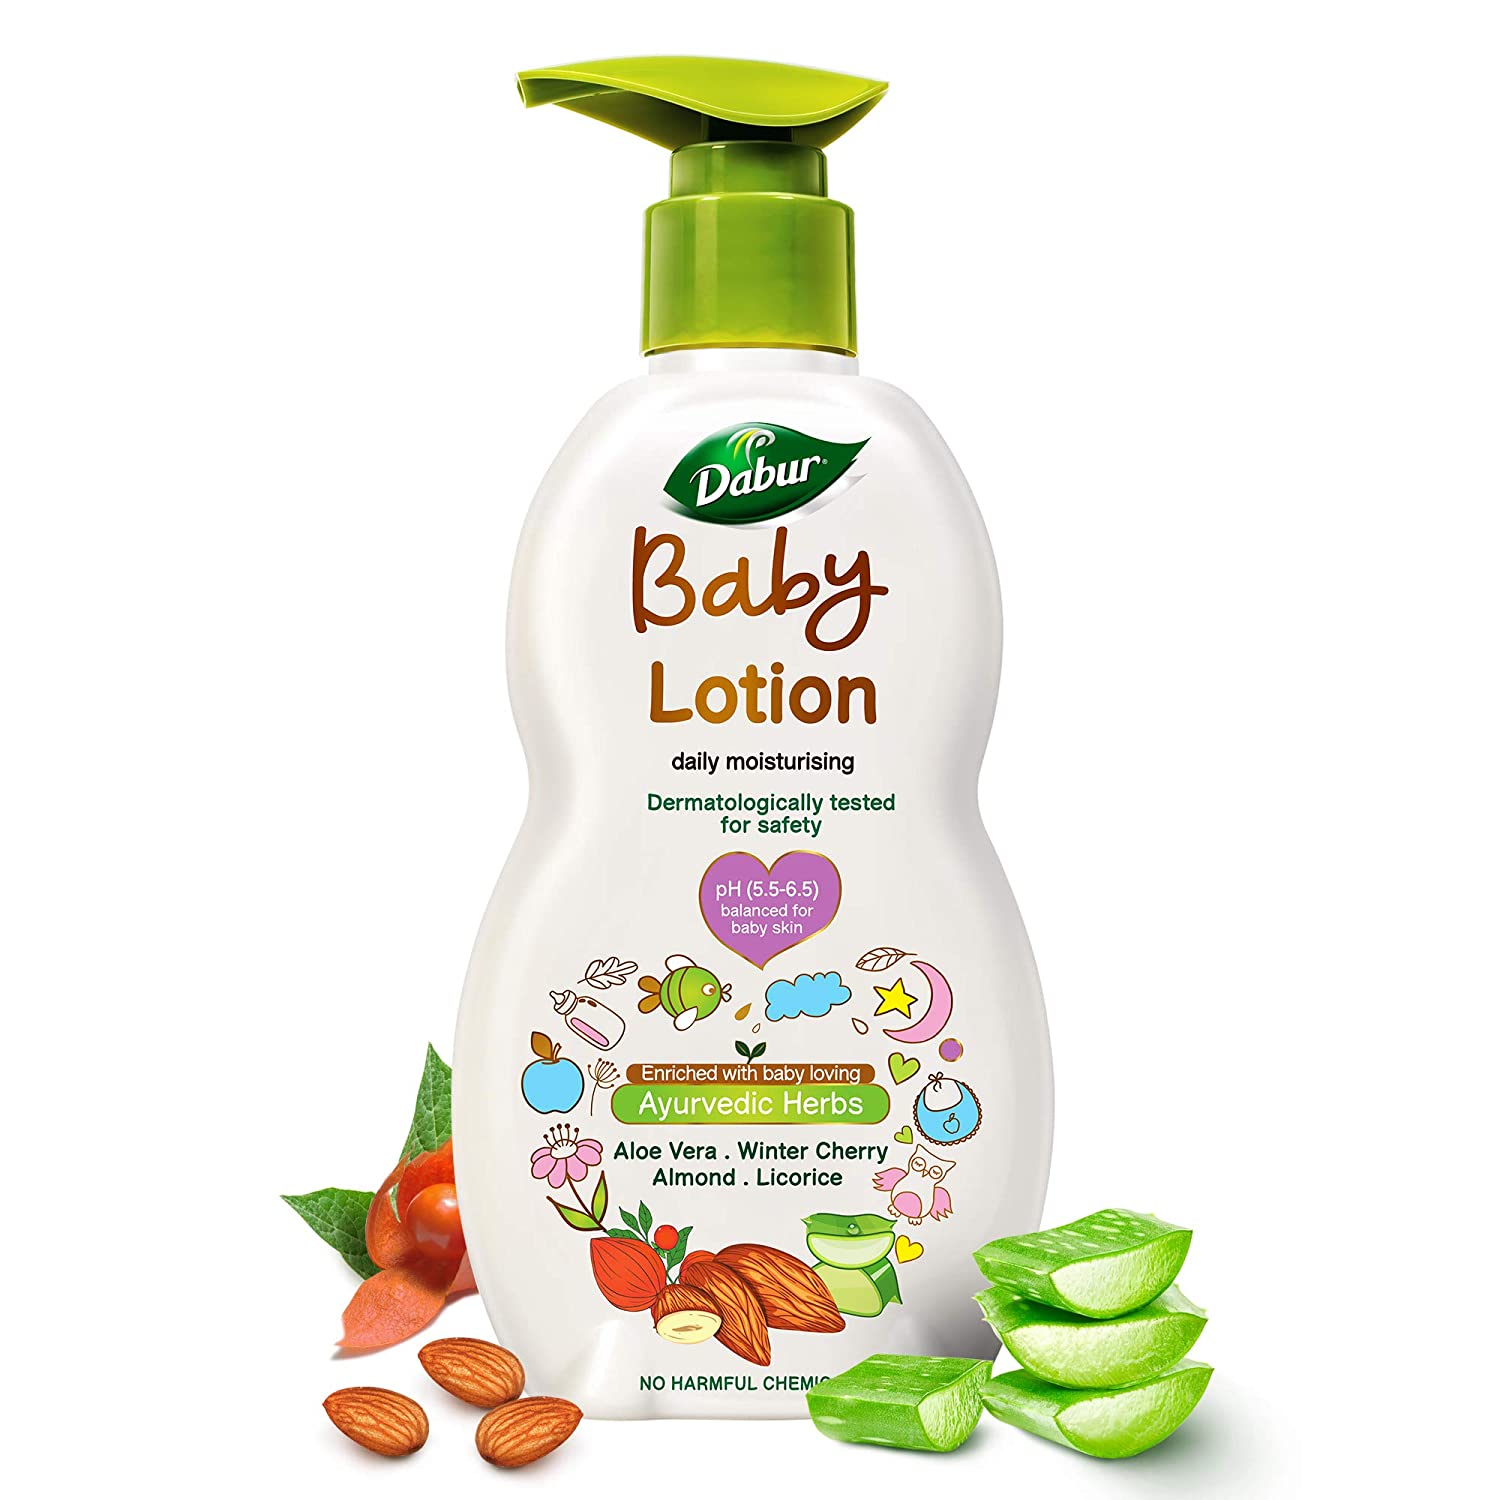 Dabur®
Baby
Lotion
daily moisturising
Dermatologically tested
for safety
pH (5.5-6.5)
balanced for
baby skin
Enriched with baby loving
Ayurvedic Herbs
Aloe Vera . Winter Cherry
Almond . Licorice
NO HARMFUL